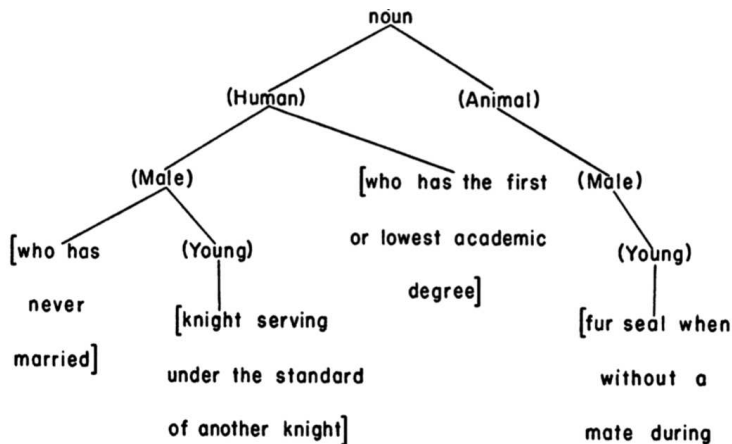 noun
(Human) (Animal)
(Male) [who has the first (Male)
or lowest academic
degree]
[who has
never
married]
(Young)
[knight serving
under the standard
of another knight]
(Young)
[fur seal when
without a
mate during